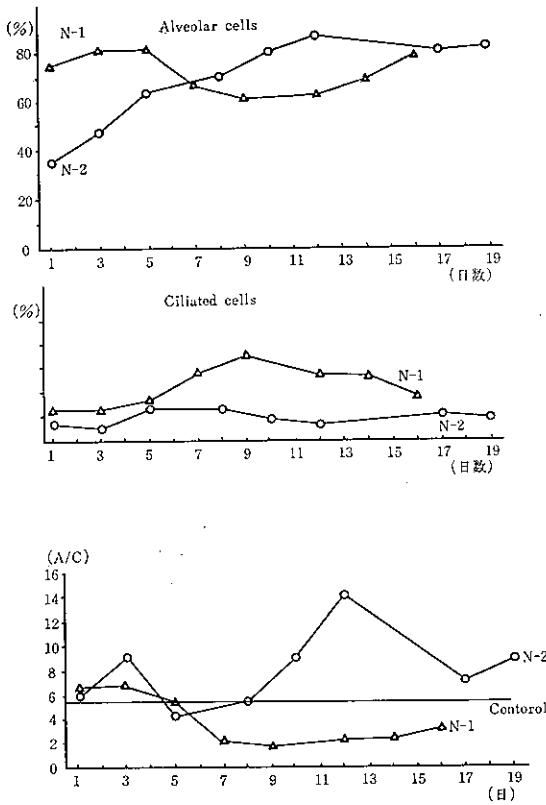 (%)
N-1
Alveolar cells
80
60
40
20
0
N-2
1 3 5 7 9 11 13 15 17 19
(日数)
(%)
Ciliated cells
N-1
N-2
1 3 5 7 9 11 13 15 17 19
(日数)
(A/C)
16
14
12
10
8
6
4
2
0
N-2
Contorol
N-1
1 3 5 7 9 11 13 15 17 19
(日)